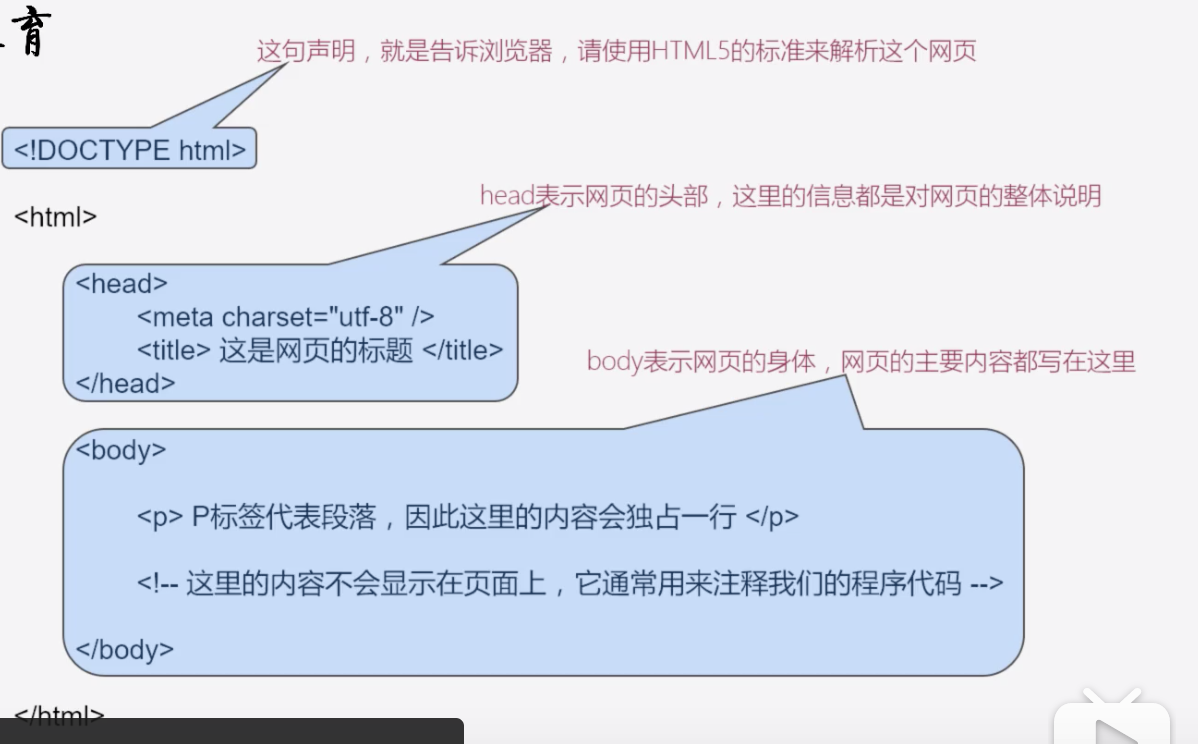 育
这句声明，就是告诉浏览器，请使用HTML5的标准来解析这个网页
<!DOCTYPE html>
head表示网页的头部，这里的信息都是对网页的整体说明
<html>
<head>
<meta charset="utf-8" />
<title> 这是网页的标题 </title>
body表示网页的身体，网页的主要内容都写在这里
</head>
<body>
<p> P标签代表段落，因此这里的内容会独占一行 </p>
<!-- 这里的内容不会显示在页面上，它通常用来注释我们的程序代码 -->
</body>
</html>